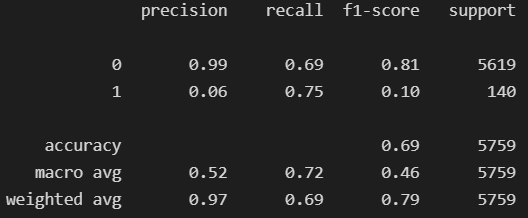 precision recall f1-score support
0 0.99 0.69 0.81 5619
1 0.06 0.75 0.10 140
accuracy 0.69 5759
macro avg 0.52 0.72 0.46 5759
weighted avg 0.97 0.69 0.79 5759